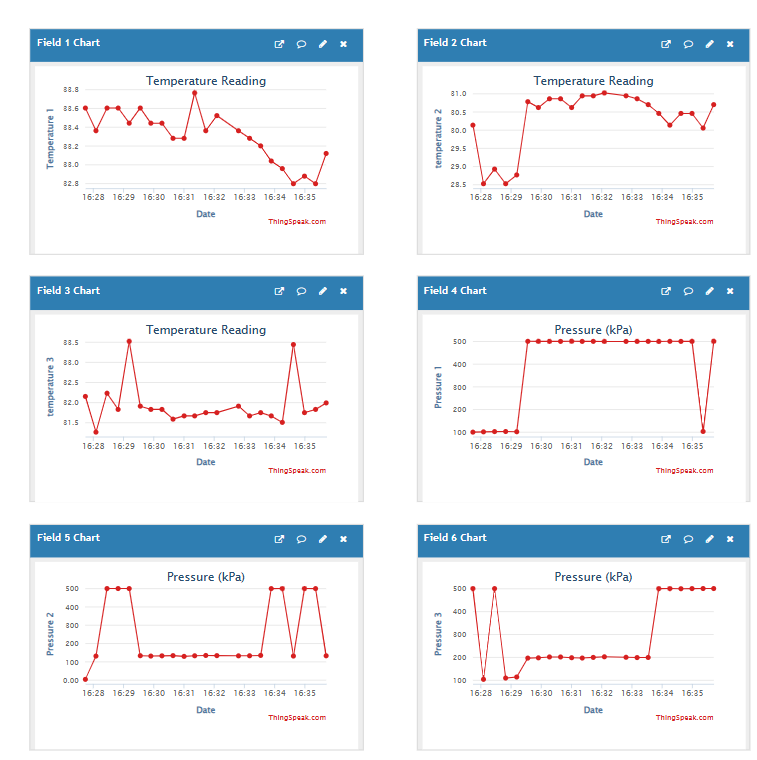 Field 1 Chart
Temperature Reading
Temperature 1
33.8
33.6
33.4
33.2
33.0
32.8
16:28 16:29 16:30 16:31 16:32 16:33 16:34 16:35
Date
ThingSpeak.com
Field 2 Chart
Temperature Reading
temperature 2
31.0
30.5
30.0
29.5
29.0
28.5
16:28 16:29 16:30 16:31 16:32 16:33 16:34 16:35
Date
ThingSpeak.com
Field 3 Chart
Temperature Reading
temperature 3
33.5
33.0
32.5
32.0
31.5
16:28 16:29 16:30 16:31 16:32 16:33 16:34 16:35
Date
ThingSpeak.com
Field 4 Chart
Pressure (kPa)
Pressure 1
500
400
300
200
100
16:28 16:29 16:30 16:31 16:32 16:33 16:34 16:35
Date
ThingSpeak.com
Field 5 Chart
Pressure (kPa)
Pressure 2
500
400
300
200
100
0.00
16:28 16:29 16:30 16:31 16:32 16:33 16:34 16:35
Date
ThingSpeak.com
Field 6 Chart
Pressure (kPa)
Pressure 3
500
400
300
200
100
16:28 16:29 16:30 16:31 16:32 16:33 16:34 16:35
Date
ThingSpeak.com